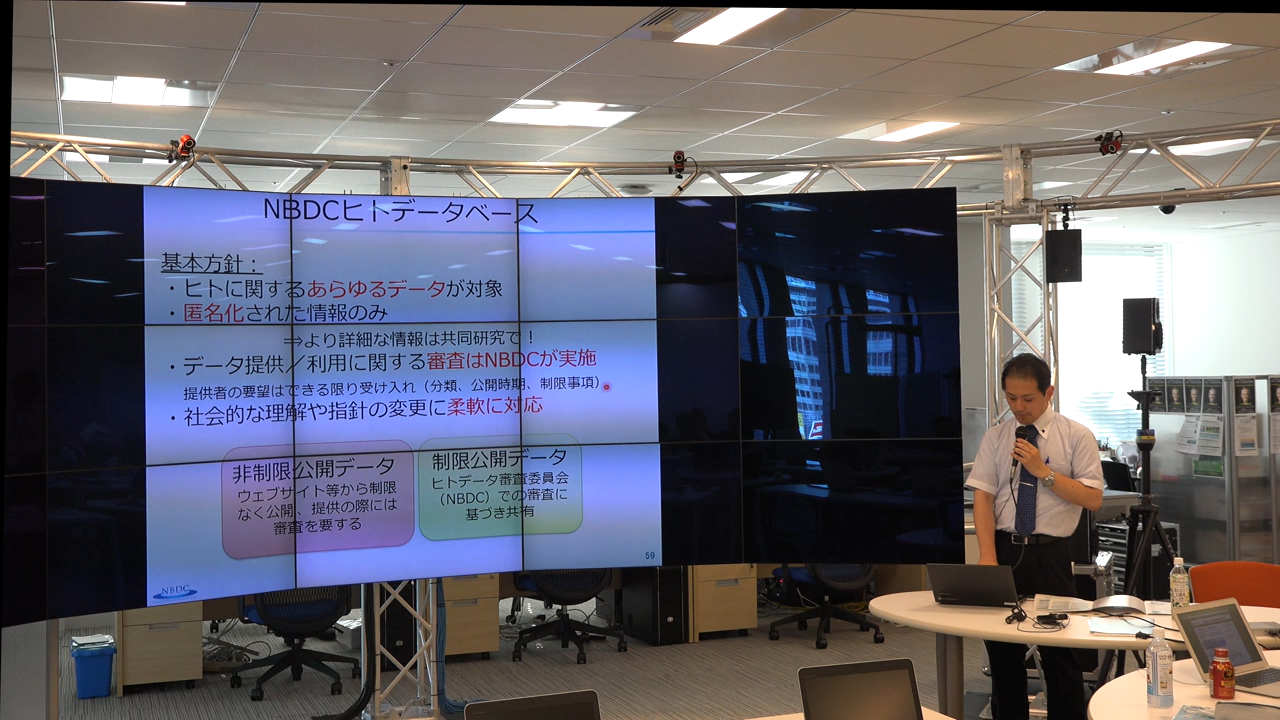 NBDCヒトデータベース
基本方針：
・ヒトに関するあらゆるデータが対象
・匿名化された情報のみ
⇒より詳細な情報は共同研究で！
・データ提供／利用に関する審査はNBDCが実施
提供者の要望はできる限り受け入れ（分類、公開時期、制限事項）
・社会的な理解や指針の変更に柔軟に対応
非制限公開データ
ウェブサイト等から制限
なく公開、提供の際には
審査を要する
制限公開データ
ヒトデータ審査委員会
（NBDC）での審査に
基づき共有
59
NBDC